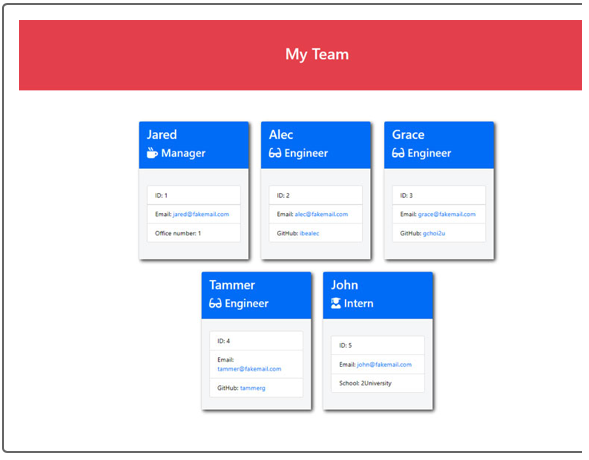 My Team
Jared
Manager
ID: 1
Email: jared@fakemail.com
Office number: 1
Alec
Engineer
ID: 2
Email: alec@fakemail.com
GitHub: ibealec
Grace
Engineer
ID: 3
Email: grace@fakemail.com
GitHub: gchoi2u
Tammer
Engineer
ID: 4
Email:
tammer@fakemail.com
GitHub: tammerg
John
Intern
ID: 5
Email: john@fakemail.com
School: 2University